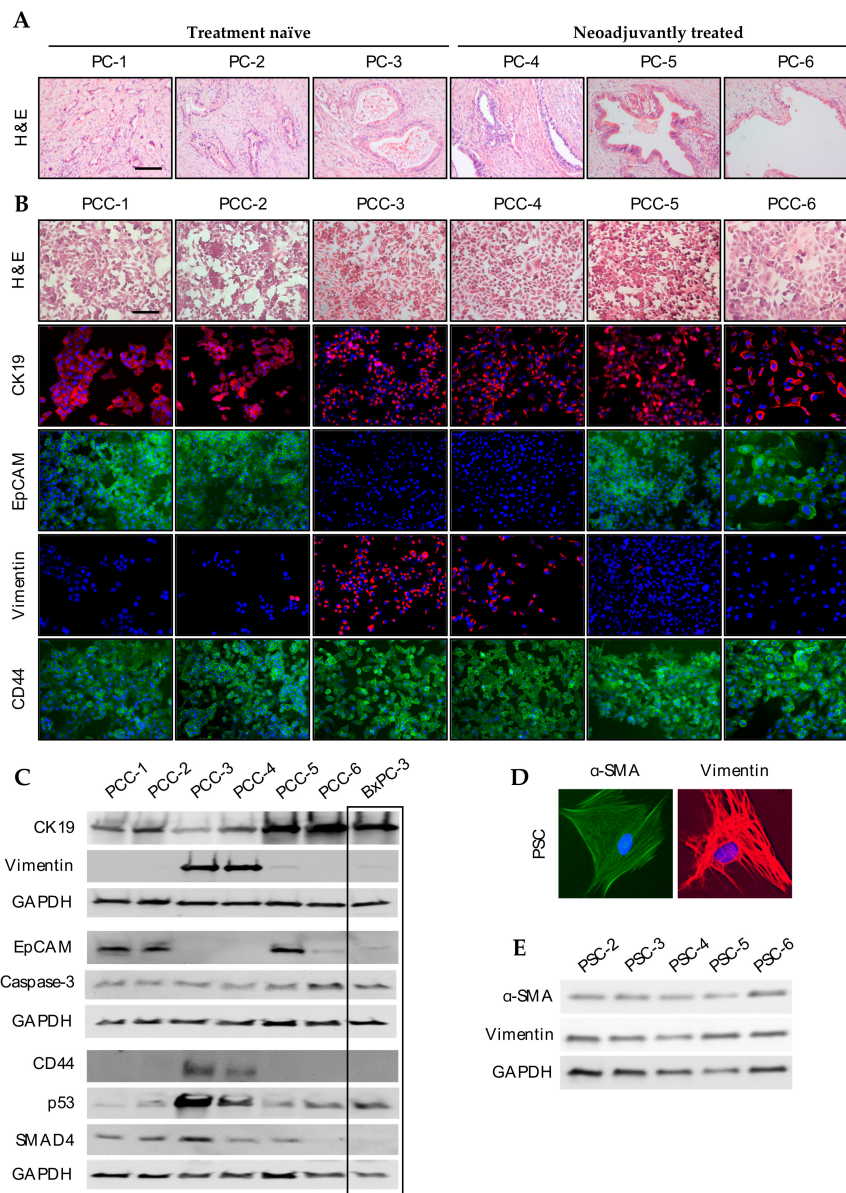 A
Treatment naïve Neoadjuvantly treated
PC-1 PC-2 PC-3 PC-4 PC-5 PC-6
H&E
B
PCC-1 PCC-2 PCC-3 PCC-4 PCC-5 PCC-6
H&E
CK19
EpCAM
Vimentin
CD44
C
PCC-1 PCC-2 PCC-3 PCC-4 PCC-5 PCC-6 BxPC-3
CK19
Vimentin
GAPDH
EpCAM
Caspase-3
GAPDH
CD44
p53
SMAD4
GAPDH
D
α-SMA Vimentin
PSC
E
PSC-2 PSC-3 PSC-4 PSC-5 PSC-6
α-SMA
Vimentin
GAPDH